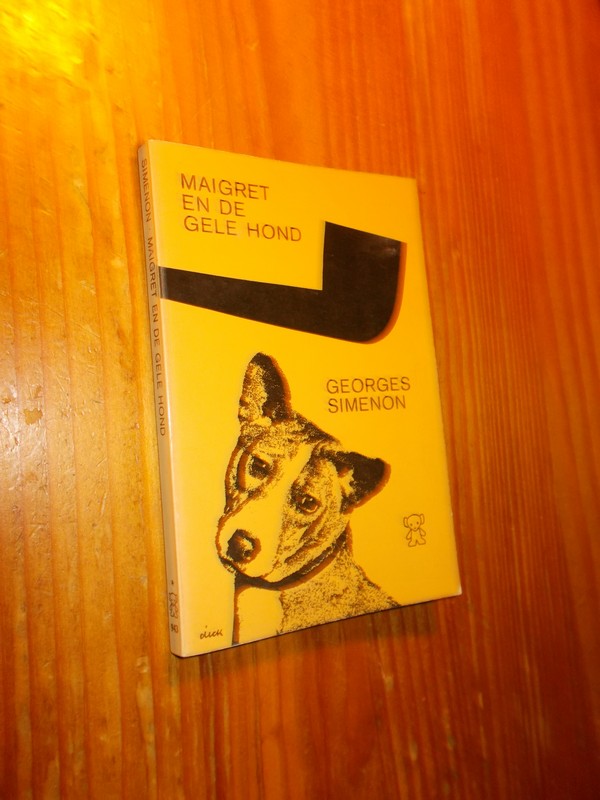 MAIGRET
EN DE
GELE HOND
GEORGES
SIMENON
dick
SIMENON MAIGRET EN DE GELE HOND